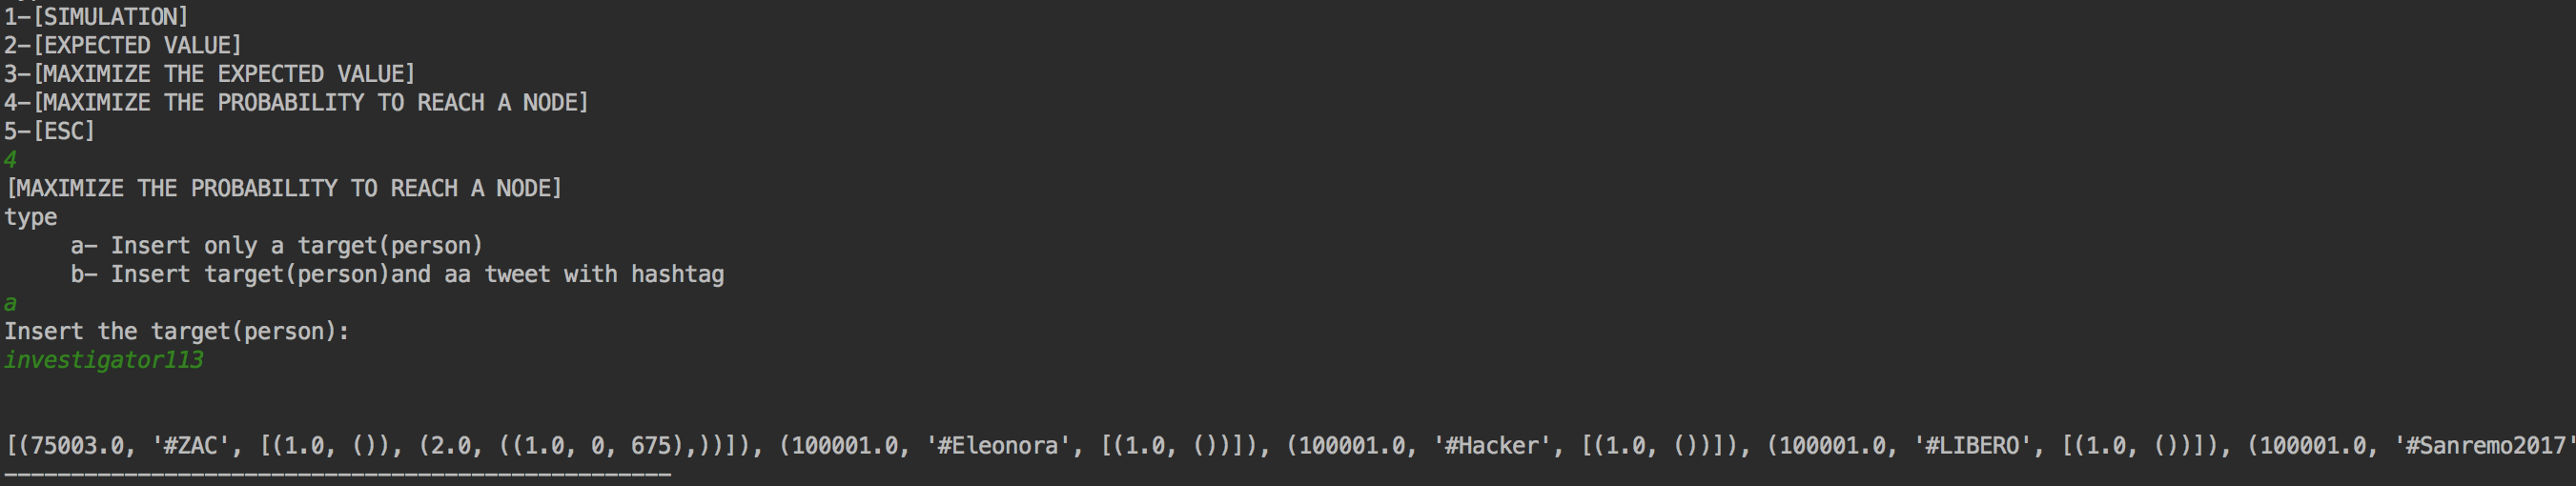 1-[SIMULATION]
2-[EXPECTED VALUE]
3-[MAXIMIZE THE EXPECTED VALUE]
4-[MAXIMIZE THE PROBABILITY TO REACH A NODE]
5-[ESC]
4
[MAXIMIZE THE PROBABILITY TO REACH A NODE]
type
a- Insert only a target(person)
b- Insert target(person)and aa tweet with hashtag
a
Insert the target(person):
investigator113
[(75003.0, '#ZAC', [(1.0, ()), (2.0, ((1.0, 0, 675),))]), (100001.0, '#Eleonora', [(1.0, ())]), (100001.0, '#Hacker', [(1.0, ())]), (100001.0, '#LIBERO', [(1.0, ())]), (100001.0, '#Sanremo2017'
--------------------------------------------------